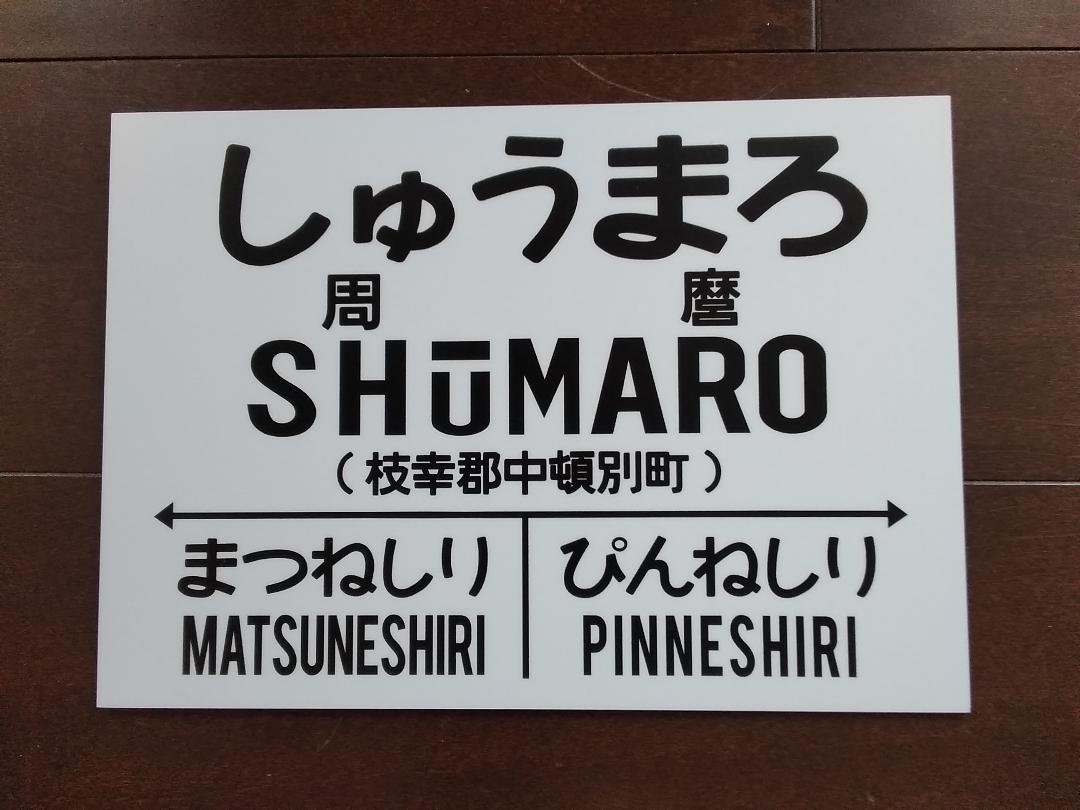 しゅうまろ
周麿
SHūMARO
（枝幸郡中頓別町）
まつねしり ぴんねしり
MATSUNESHIRI PINNESHIRI